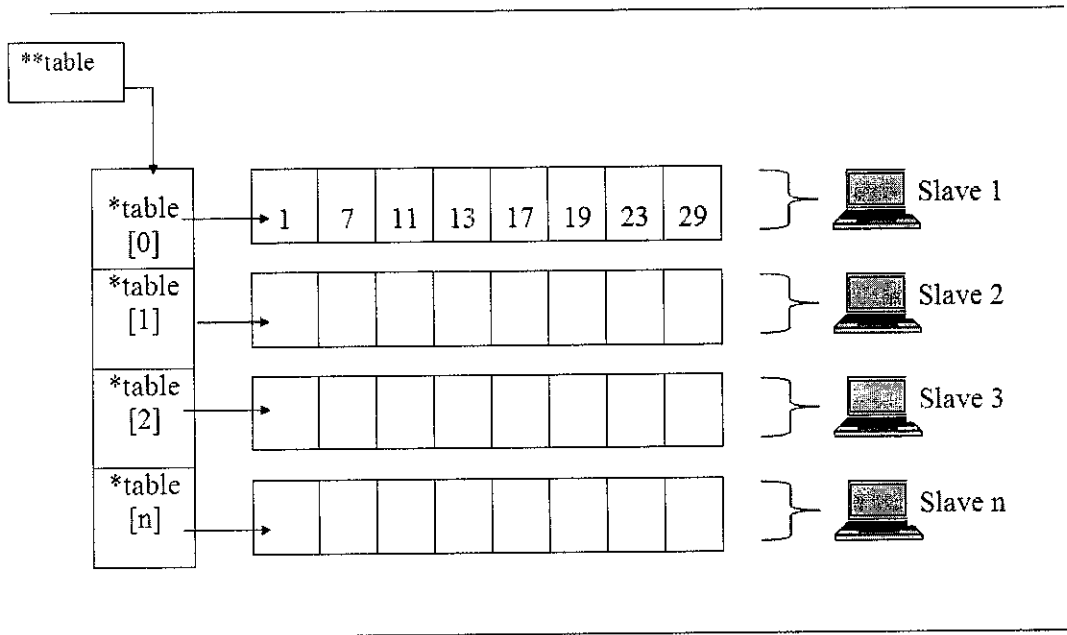 **table
*table
[0]
1 7 11 13 17 19 23 29
Slave 1
*table
[1]
Slave 2
*table
[2]
Slave 3
*table
[n]
Slave n